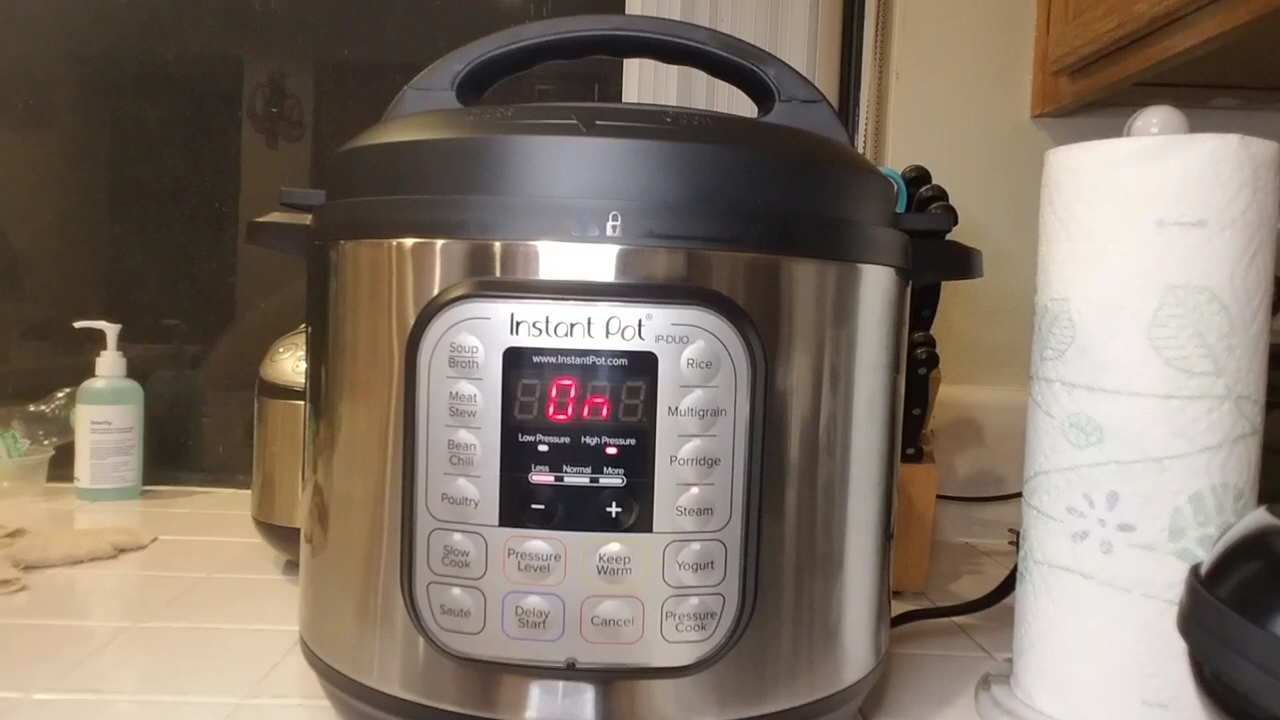 Instant Pot®
IP-DUO
www.InstantPot.com
On
Low Pressure
High Pressure
Less
Normal
More
−
+
Soup
Broth
Meat
Stew
Bean
Chili
Poultry
Rice
Multigrain
Porridge
Steam
Slow
Cook
Pressure
Level
Keep
Warm
Yogurt
Sauté
Delay
Start
Cancel
Pressure
Cook